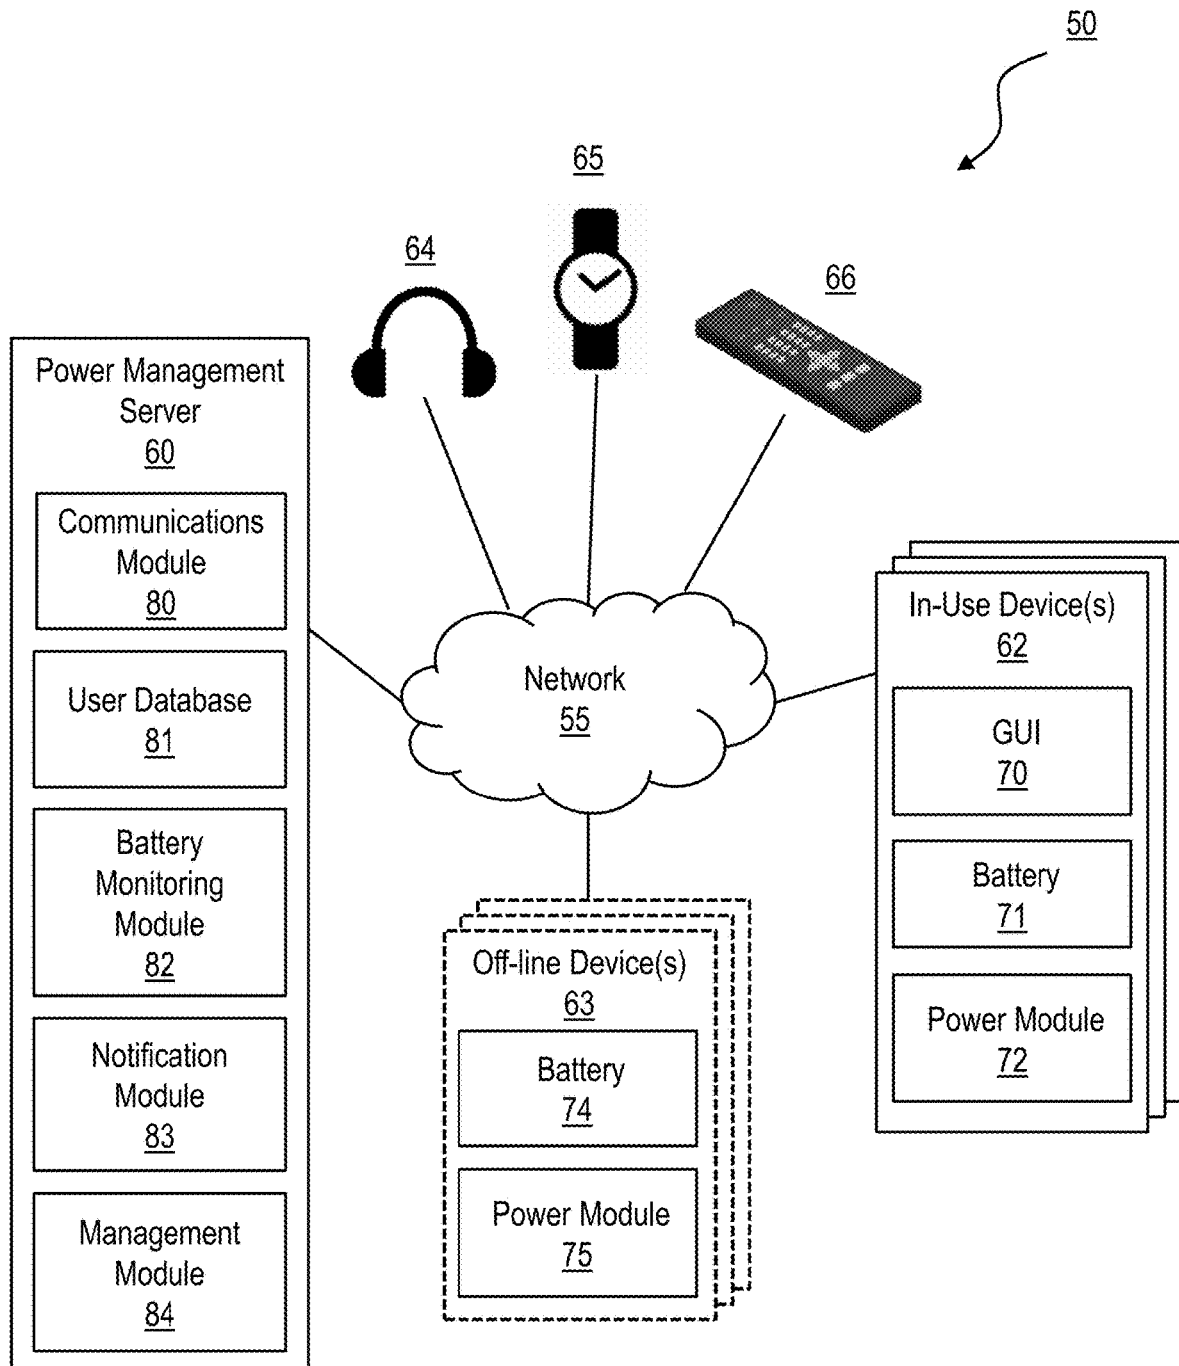 50
65
64
66
Power Management
Server
60
Communications
Module
80
User Database
81
Battery
Monitoring
Module
82
Notification
Module
83
Management
Module
84
Network
55
In-Use Device(s)
62
GUI
70
Battery
71
Power Module
72
Off-line Device(s)
63
Battery
74
Power Module
75